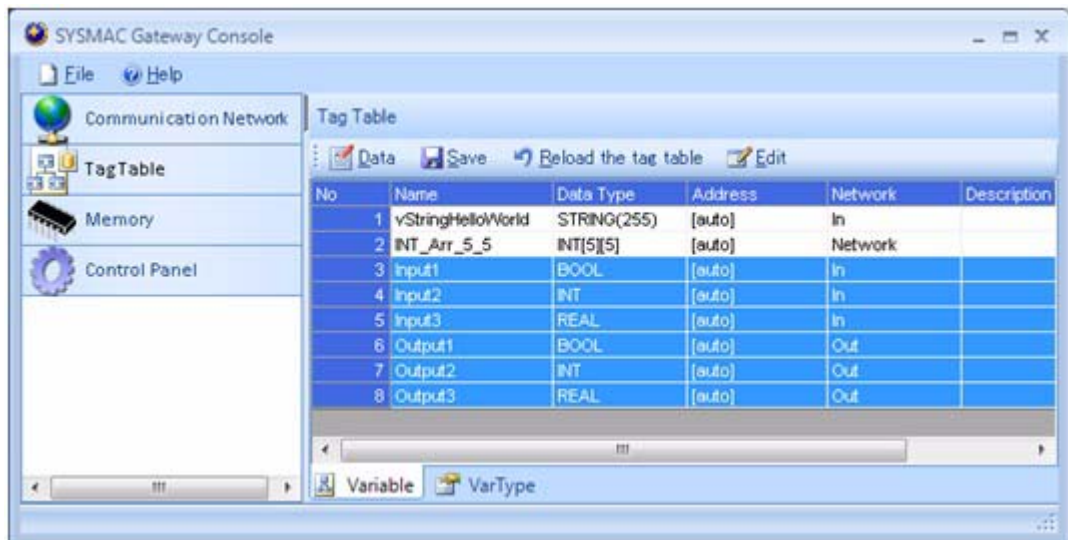 SYSMAC Gateway Console
File Help
Communication Network
TagTable
Memory
Control Panel
Tag Table
Data Save Reload the tag table Edit
No Name Data Type Address Network Description
1 vStringHelloWorld STRING(255) [auto] In
2 INT_Arr_5_5 INT[5][5] [auto] Network
3 Input1 BOOL [auto] In
4 Input2 INT [auto] In
5 Input3 REAL [auto] In
6 Output1 BOOL [auto] Out
7 Output2 INT [auto] Out
8 Output3 REAL [auto] Out
Variable VarType